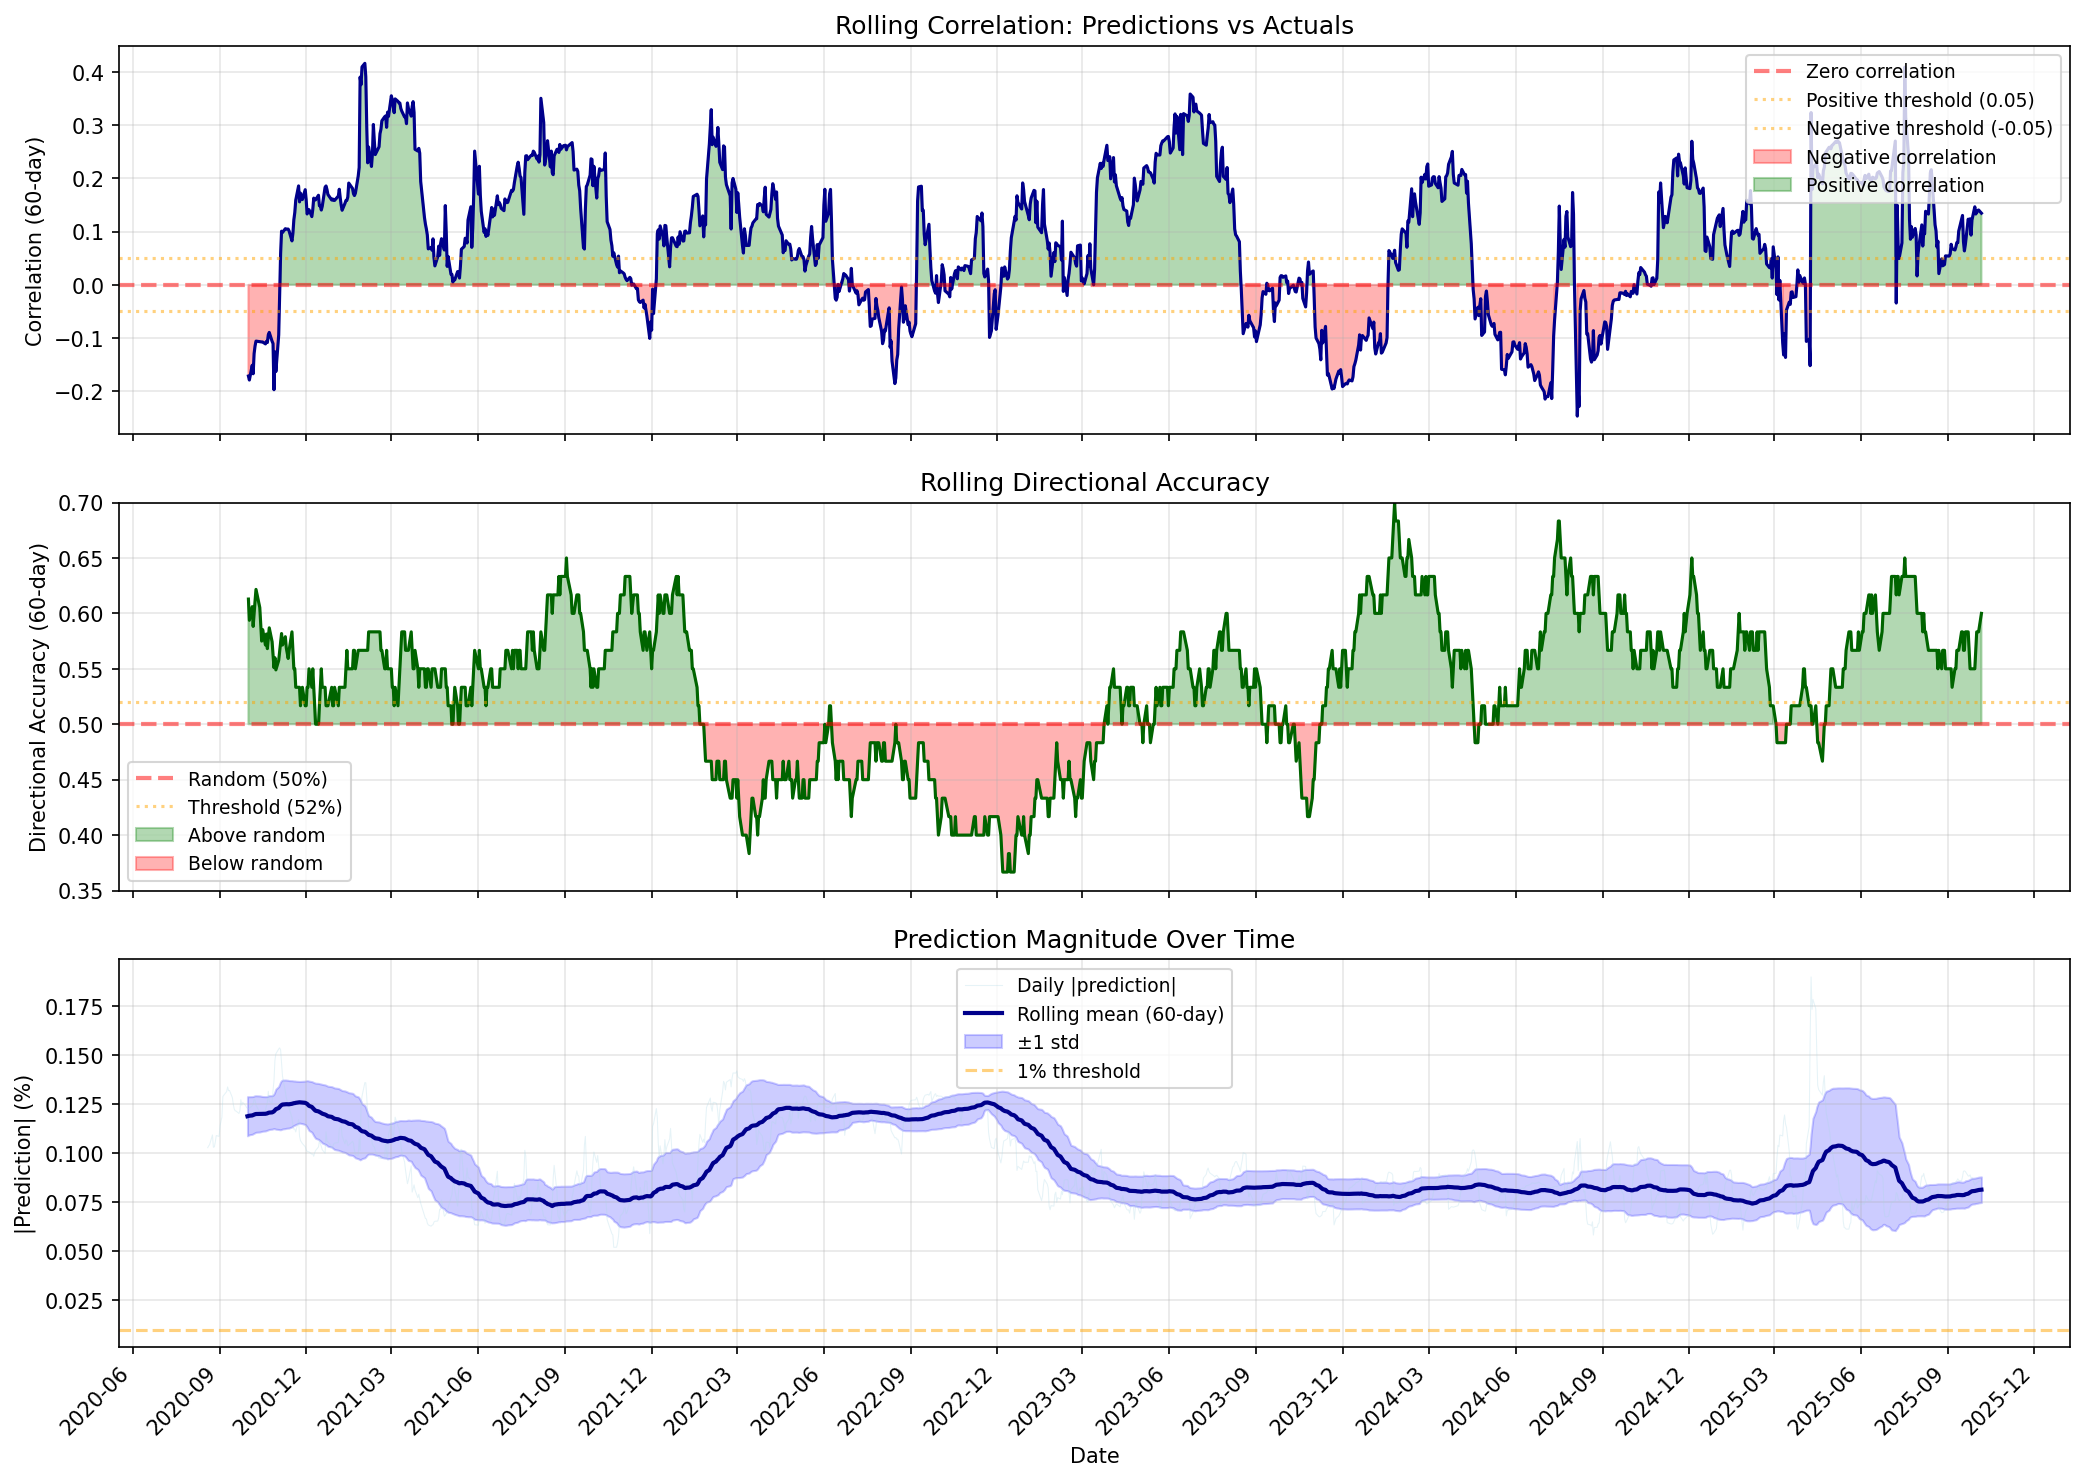 Rolling Correlation: Predictions vs Actuals
Correlation (60-day)
0.4
0.3
0.2
0.1
0.0
−0.1
−0.2
Zero correlation
Positive threshold (0.05)
Negative threshold (-0.05)
Negative correlation
Positive correlation
Rolling Directional Accuracy
Directional Accuracy (60-day)
0.70
0.65
0.60
0.55
0.50
0.45
0.40
0.35
Random (50%)
Threshold (52%)
Above random
Below random
Prediction Magnitude Over Time
|Prediction| (%)
0.175
0.150
0.125
0.100
0.075
0.050
0.025
Daily |prediction|
Rolling mean (60-day)
±1 std
1% threshold
2020-06
2020-09
2020-12
2021-03
2021-06
2021-09
2021-12
2022-03
2022-06
2022-09
2022-12
2023-03
2023-06
2023-09
2023-12
2024-03
2024-06
2024-09
2024-12
2025-03
2025-06
2025-09
2025-12
Date